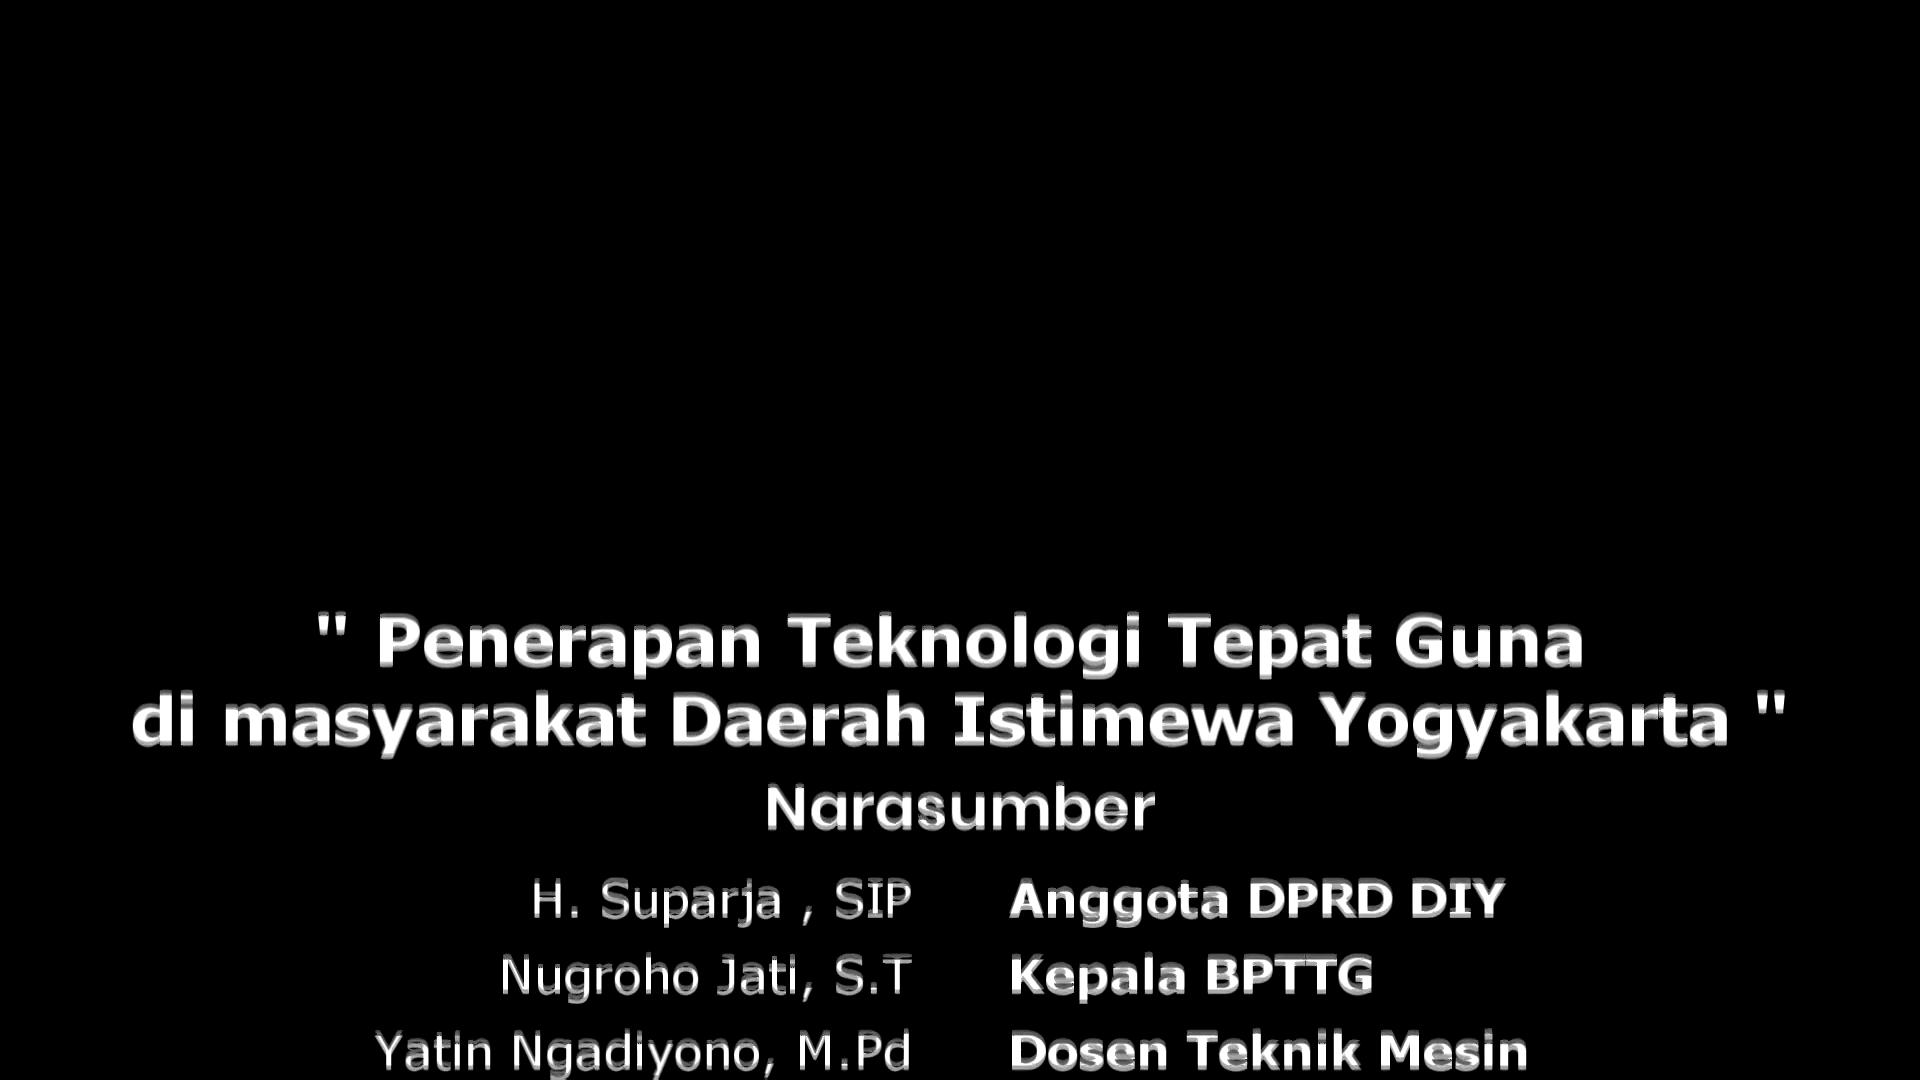 " Penerapan Teknologi Tepat Guna
di masyarakat Daerah Istimewa Yogyakarta "
Narasumber
H. Suparja , SIP Anggota DPRD DIY
Nugroho Jati, S.T Kepala BPTTG
Yatin Ngadiyono, M.Pd Dosen Teknik Mesin